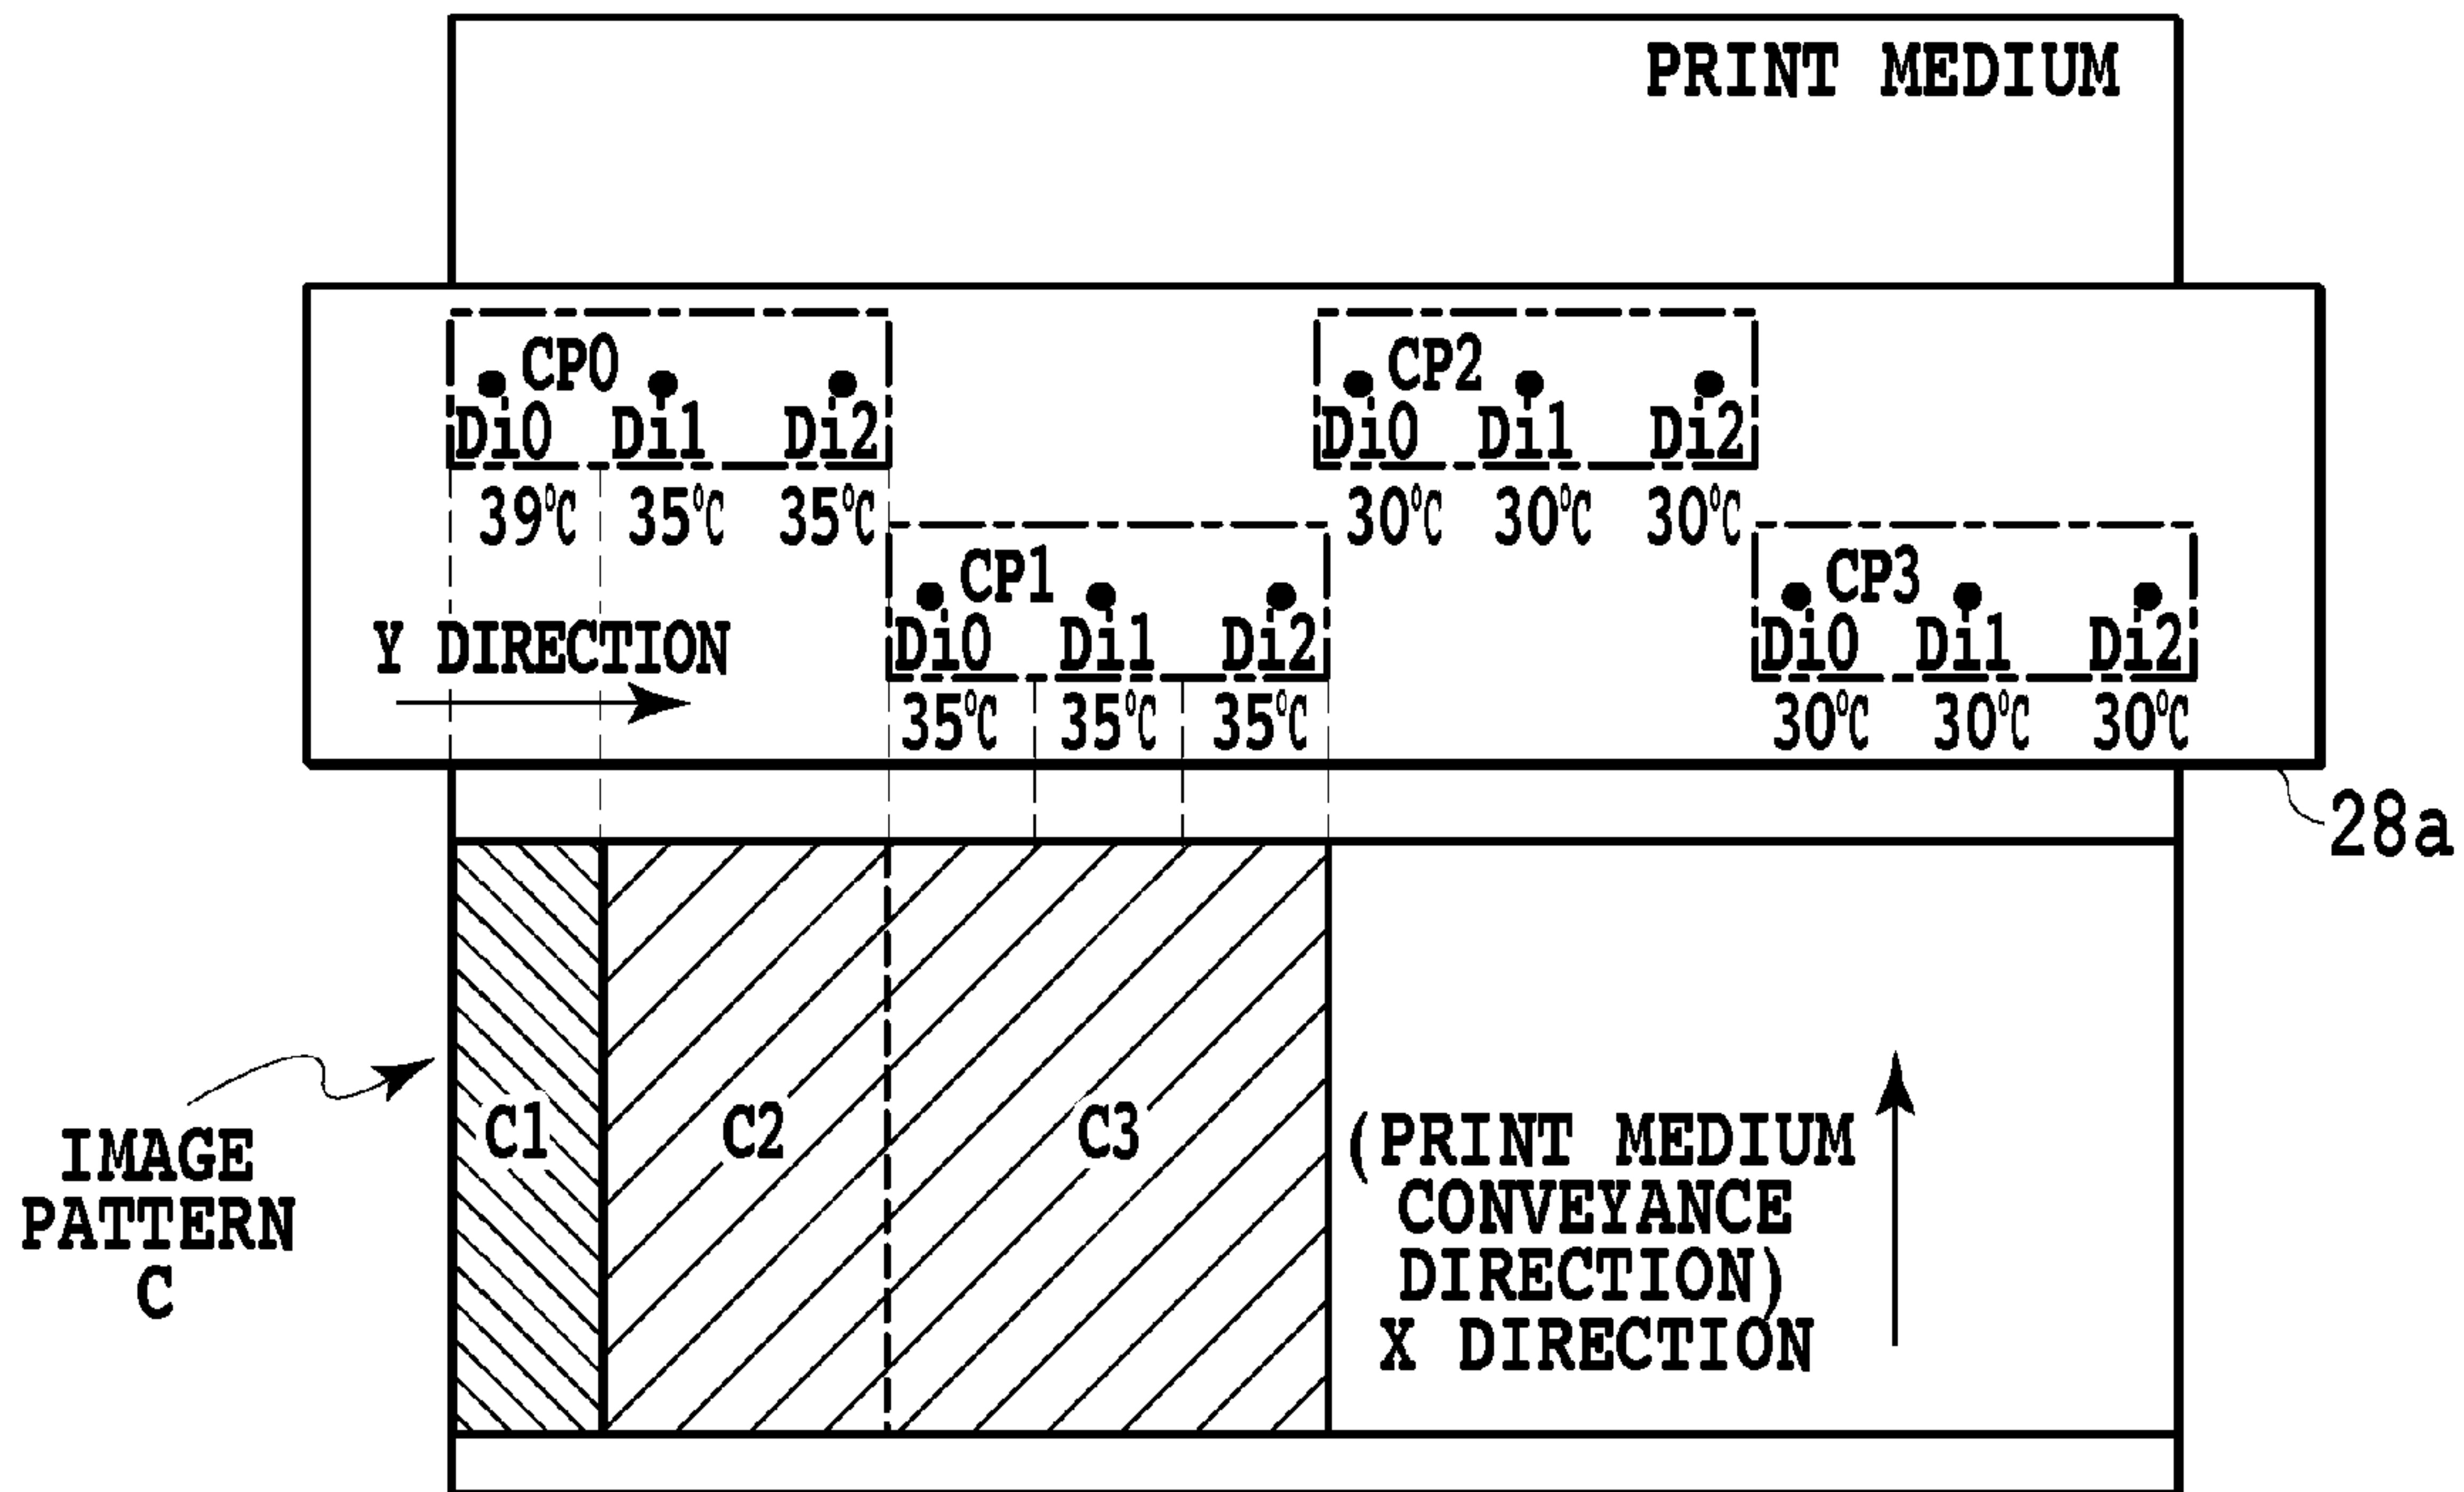 PRINT MEDIUM
CP0
Di0 Di1 Di2
39℃ 35℃ 35℃
CP2
Di0 Di1 Di2
30℃ 30℃ 30℃
CP1
Di0 Di1 Di2
35℃ 35℃ 35℃
CP3
Di0 Di1 Di2
30℃ 30℃ 30℃
Y DIRECTION
28a
IMAGE
PATTERN
C
C1
C2
C3
(PRINT MEDIUM
CONVEYANCE
DIRECTION)
X DIRECTION